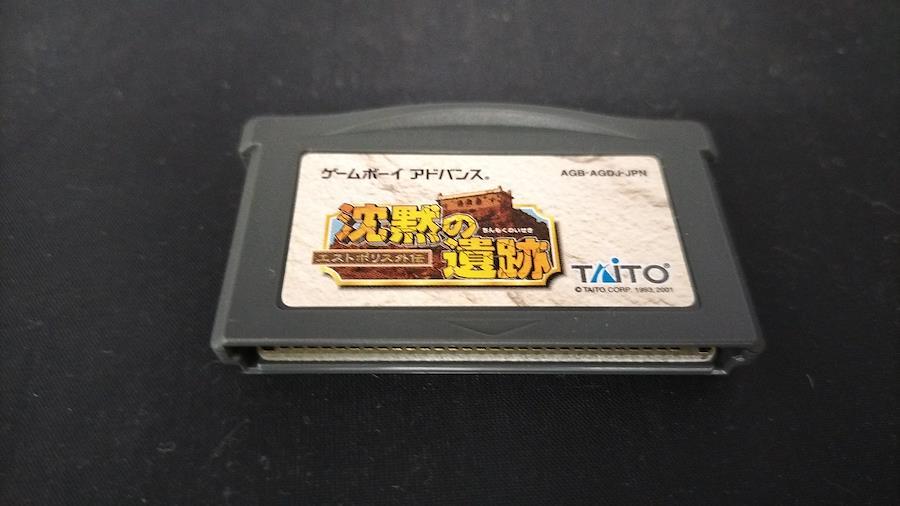 ゲームボーイ アドバンス®
AGB-AGDJ-JPN
沈黙の
ちんもくのいせき
エストポリス外伝
遺跡
TAITO®
© TAITO CORP. 1993, 2001